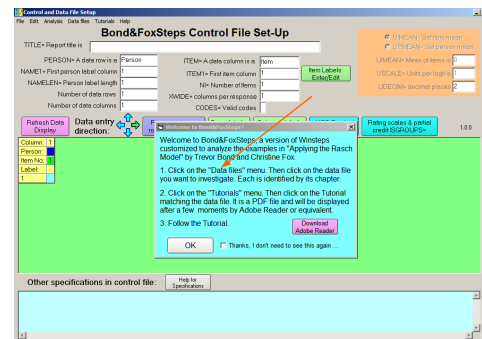 Control and Data File Setup
File Edit Analysis Data files Tutorials Help
Bond&FoxSteps Control File Set-Up
TITLE= Report title is
PERSON= A data row is a Person
ITEM= A data column is a Item
NAME1= First person label column 1
ITEM1= First item column 1
NAMELEN= Person label length 1
NI= Number of Items 1
Number of data rows 1
XWIDE= columns per response 1
Number of data columns 1
CODES= Valid codes
Item Labels:
Enter/Edit
UIMEAN= Set item mean
UPMEAN= Set person mean
UIMEAN= Mean of items is 0
USCALE= Units per logit is 1
UDECIM= decimal places 2
Refresh Data
Display
Data entry
direction:
Rating scales & partial
credit ISGROUPS=
1.0.0
Column: 1
Person:
Item No: 1
Label:
1
Welcome to Bond&FoxSteps!
Welcome to Bond&FoxSteps, a version of Winsteps
customized to analyze the examples in "Applying the Rasch
Model" by Trevor Bond and Christine Fox.
1. Click on the "Data files" menu. Then click on the data file
you want to investigate. Each is identified by its chapter.
2. Click on the "Tutorials" menu. Then click on the Tutorial
matching the data file. It is a PDF file and will be displayed
after a few moments by Adobe Reader or equivalent.
3. Follow the Tutorial.
Download
Adobe Reader
OK
Thanks, I don't need to see this again ...
Other specifications in control file:
Help for
Specifications